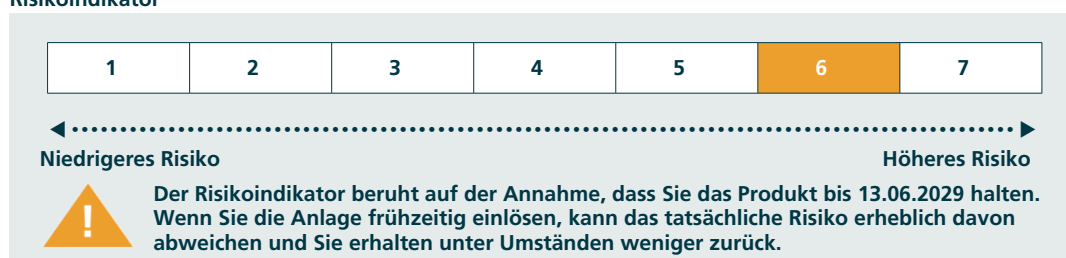 Risikoindikator
1 2 3 4 5 6 7
Niedrigeres Risiko Höheres Risiko
!
Der Risikoindikator beruht auf der Annahme, dass Sie das Produkt bis 13.06.2029 halten.
Wenn Sie die Anlage frühzeitig einlösen, kann das tatsächliche Risiko erheblich davon
abweichen und Sie erhalten unter Umständen weniger zurück.